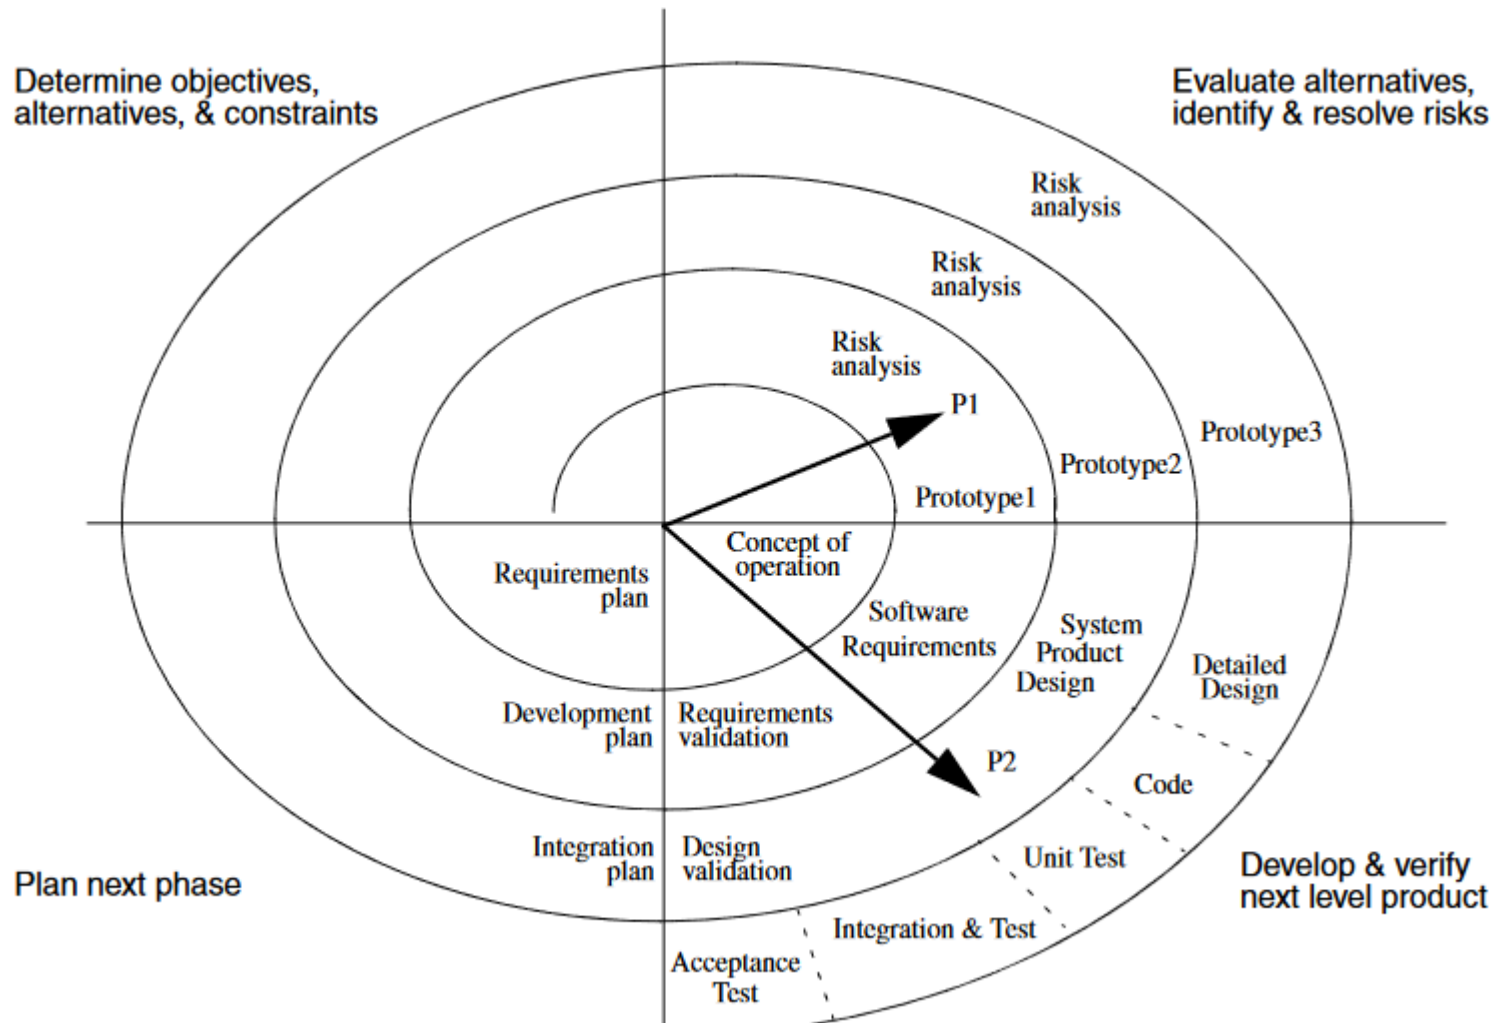 Determine objectives,
alternatives, & constraints
Evaluate alternatives,
identify & resolve risks
Risk
analysis
Risk
analysis
Risk
analysis
P1
Prototype3
Prototype2
Prototype1
Concept of
operation
Requirements
plan
Software
Requirements
System
Product
Design
Detailed
Design
Development
plan
Requirements
validation
P2
Code
Integration
plan
Design
validation
Unit Test
Plan next phase
Develop & verify
next level product
Integration & Test
Acceptance
Test